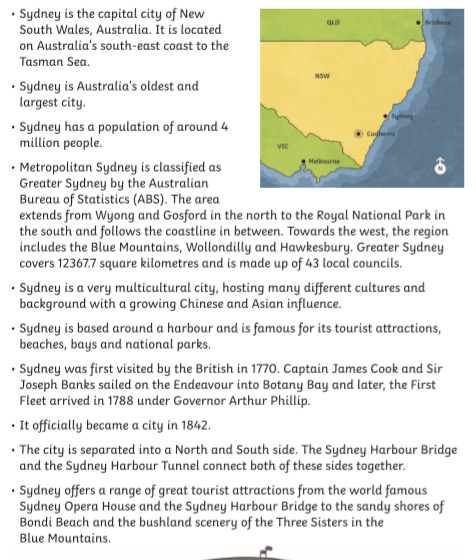 • Sydney is the capital city of New
South Wales, Australia. It is located
on Australia's south-east coast to the
Tasman Sea.
• Sydney is Australia's oldest and
largest city.
• Sydney has a population of around 4
million people.
• Metropolitan Sydney is classified as
Greater Sydney by the Australian
Bureau of Statistics (ABS). The area
extends from Wyong and Gosford in the north to the Royal National Park in
the south and follows the coastline in between. Towards the west, the region
includes the Blue Mountains, Wollondilly and Hawkesbury. Greater Sydney
covers 12367.7 square kilometres and is made up of 43 local councils.
• Sydney is a very multicultural city, hosting many different cultures and
background with a growing Chinese and Asian influence.
• Sydney is based around a harbour and is famous for its tourist attractions,
beaches, bays and national parks.
• Sydney was first visited by the British in 1770. Captain James Cook and Sir
Joseph Banks sailed on the Endeavour into Botany Bay and later, the First
Fleet arrived in 1788 under Governor Arthur Phillip.
• It officially became a city in 1842.
• The city is separated into a North and South side. The Sydney Harbour Bridge
and the Sydney Harbour Tunnel connect both of these sides together.
• Sydney offers a range of great tourist attractions from the world famous
Sydney Opera House and the Sydney Harbour Bridge to the sandy shores of
Bondi Beach and the bushland scenery of the Three Sisters in the
Blue Mountains.
QLD
Brisbane
NSW
Sydney
Canberra
VIC
Melbourne
N